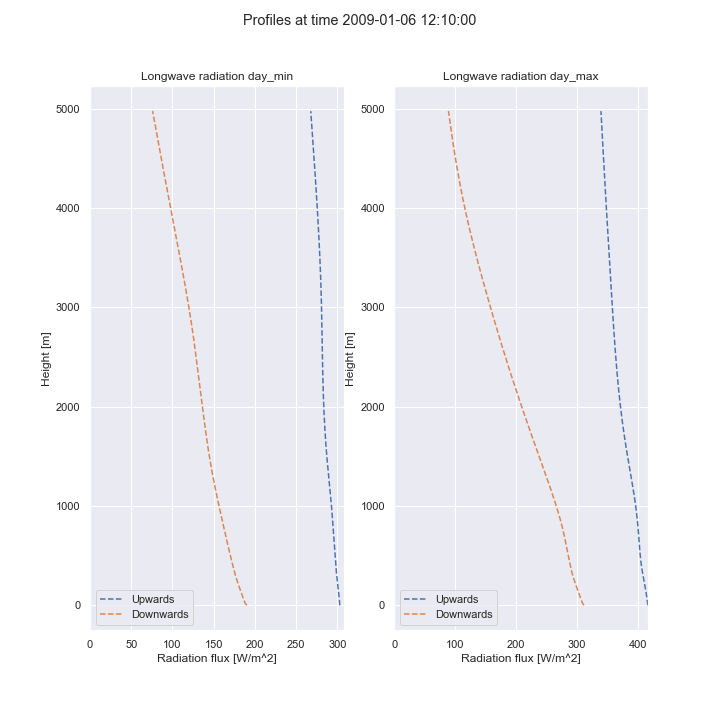 Profiles at time 2009-01-06 12:10:00
Longwave radiation day_min
5000
4000
3000
2000
1000
0
Height [m]
Upwards
Downwards
0 50 100 150 200 250 300
Radiation flux [W/m^2]
Longwave radiation day_max
5000
4000
3000
2000
1000
0
Height [m]
Upwards
Downwards
0 100 200 300 400
Radiation flux [W/m^2]